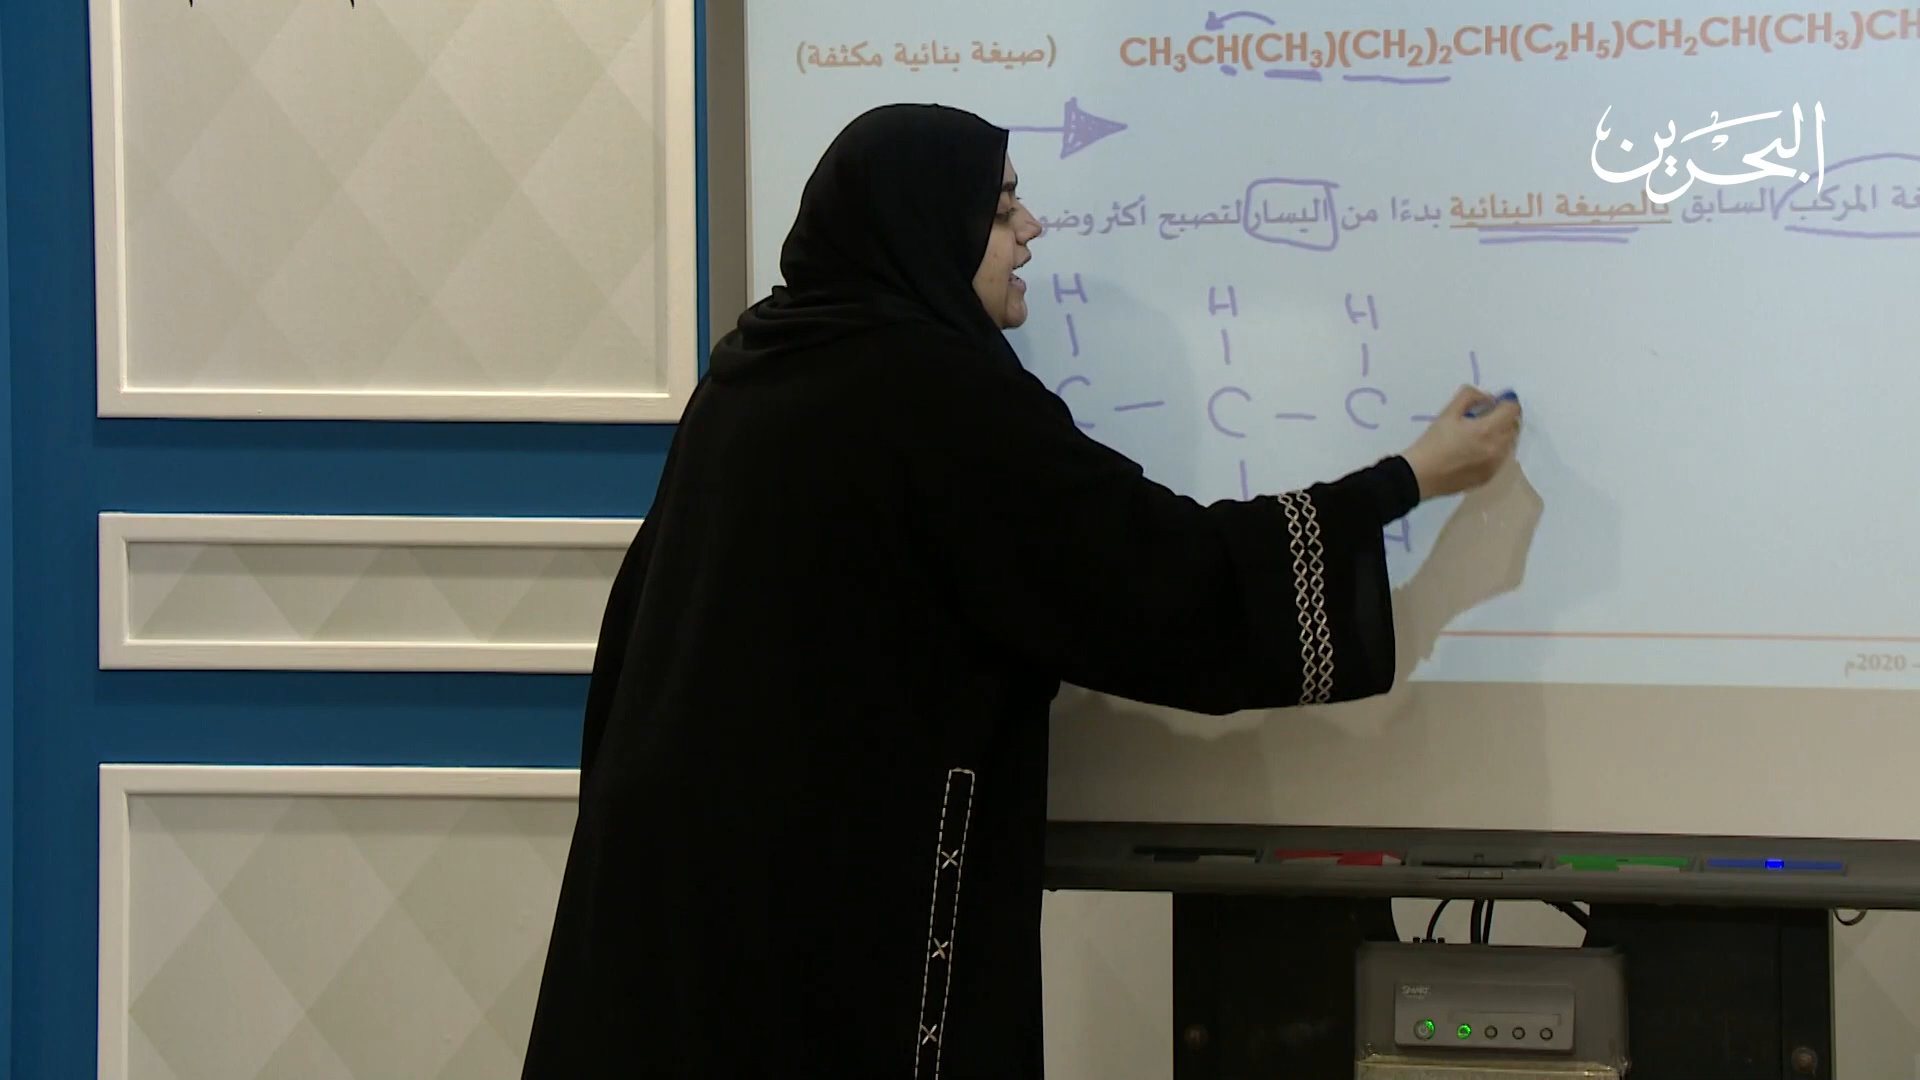 (صيغة بنائية مكثفة) CH₃CH(CH₃)(CH₂)₂CH(C₂H₅)CH₂CH(CH₃)CH
البحرين
المركب السابق بالصيغة البنائية بدءًا من اليسار لتصبح أكثر
H H H
C - C - C -
H
2020م -
SMART